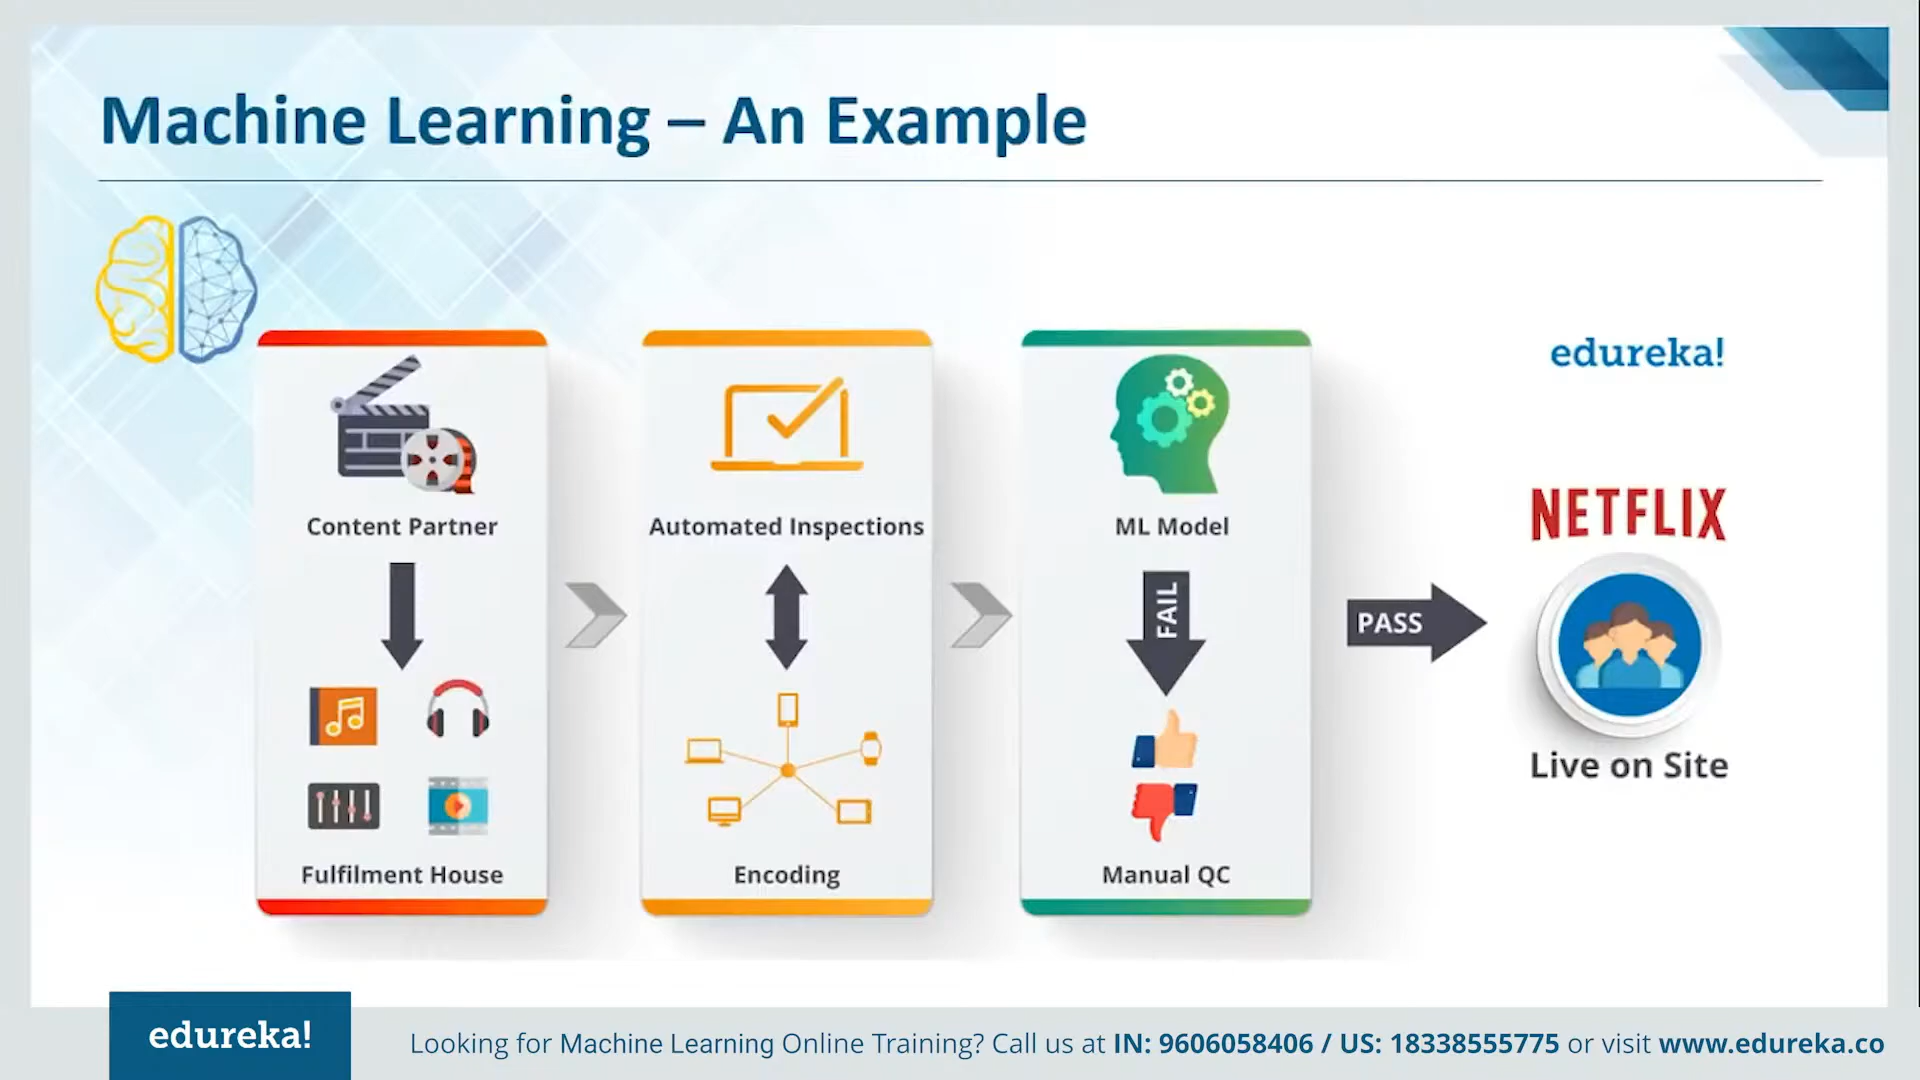 Machine Learning – An Example
edureka!
Content Partner
Fulfilment House
Automated Inspections
Encoding
ML Model
FAIL
Manual QC
PASS
NETFLIX
Live on Site
edureka!
Looking for Machine Learning Online Training? Call us at IN: 9606058406 / US: 18338555775 or visit www.edureka.co